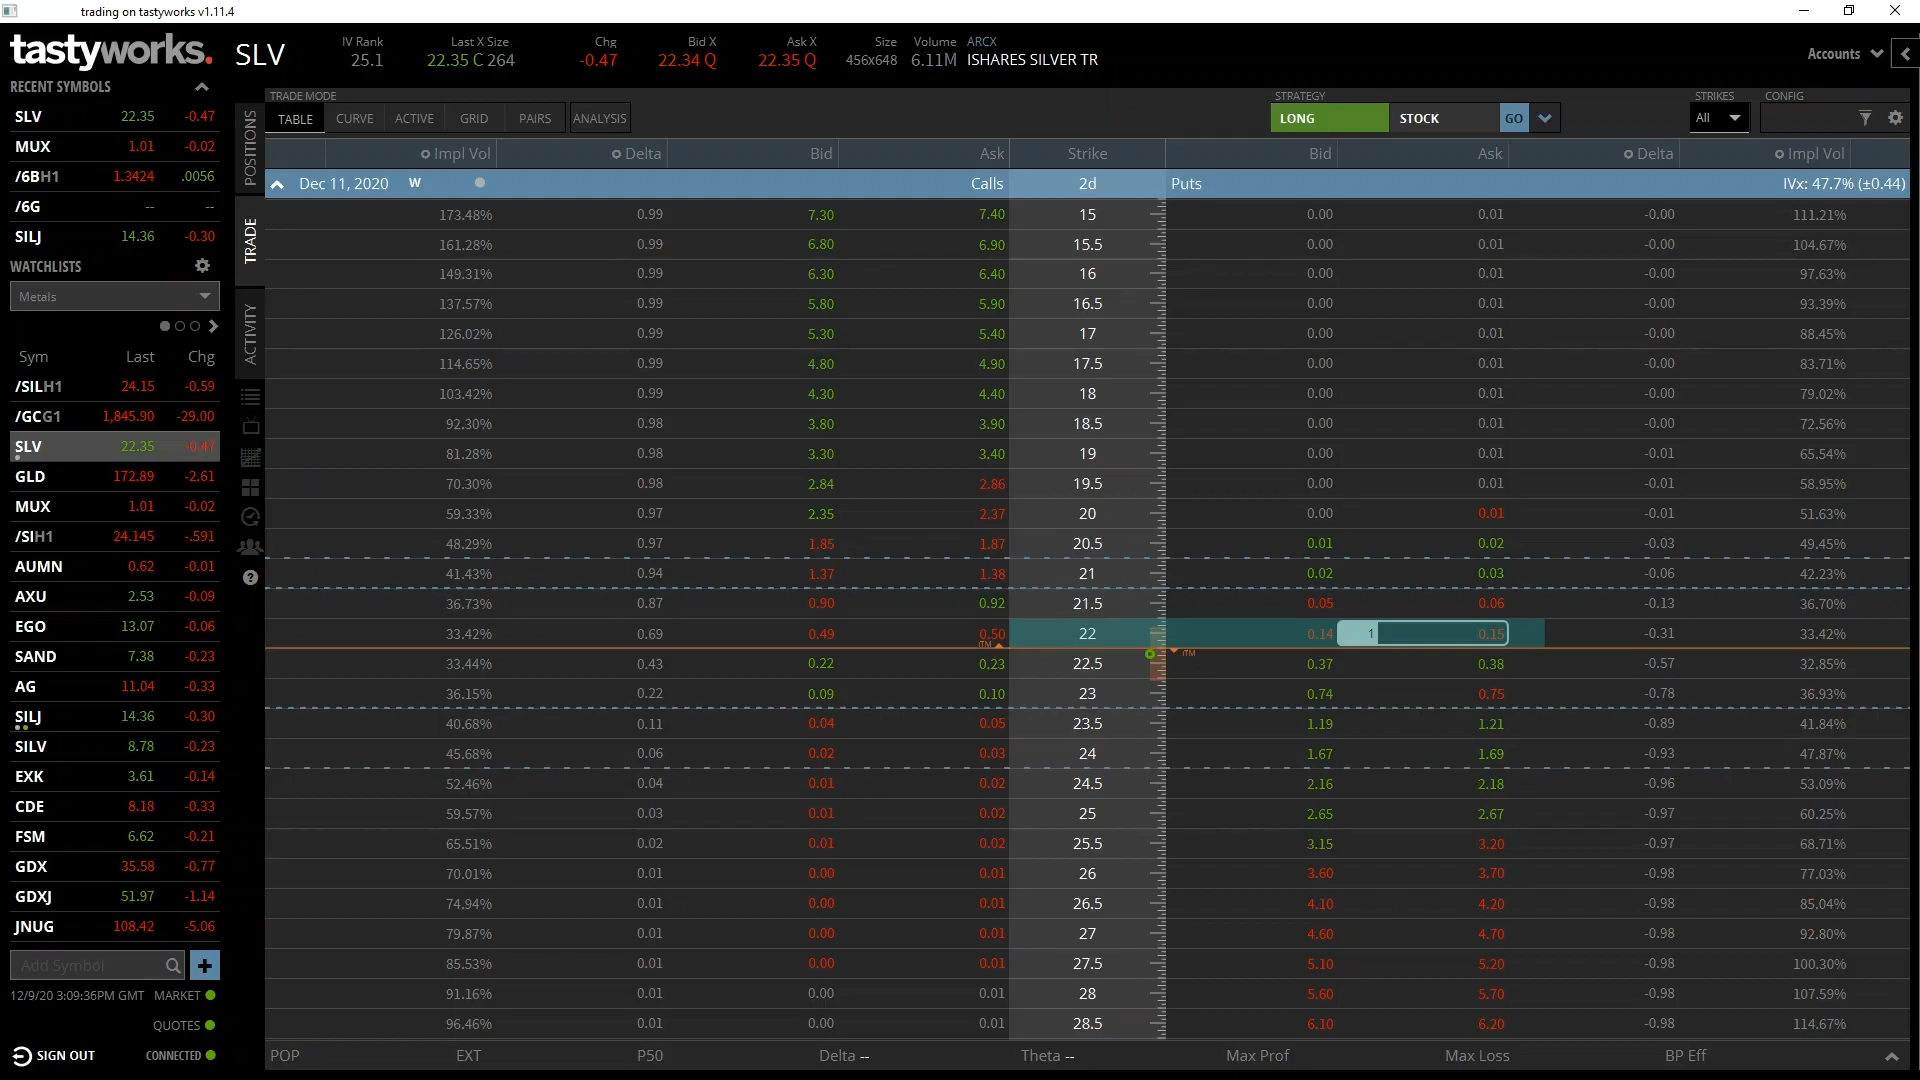 trading on tastyworks v1.11.4
tastyworks.
SLV
IV Rank Last X Size Chg Bid X Ask X Size Volume ARCX
25.1 22.35 C 264 -0.47 22.34 Q 22.35 Q 456x648 6.11M ISHARES SILVER TR
Accounts
RECENT SYMBOLS
SLV 22.35 -0.47
MUX 1.01 -0.02
/6BH1 1.3424 .0056
/6G -- --
SILJ 14.36 -0.30
WATCHLISTS
Metals
Sym Last Chg
/SILH1 24.15 -0.59
/GCG1 1,845.90 -29.00
SLV 22.35 -0.47
GLD 172.89 -2.61
MUX 1.01 -0.02
/SIH1 24.145 -.591
AUMN 0.62 -0.01
AXU 2.53 -0.09
EGO 13.07 -0.06
SAND 7.38 -0.23
AG 11.04 -0.33
SILJ 14.36 -0.30
SILV 8.78 -0.23
EXK 3.61 -0.14
CDE 8.18 -0.33
FSM 6.62 -0.21
GDX 35.58 -0.77
GDXJ 51.97 -1.14
JNUG 108.42 -5.06
Add Symbol
12/9/20 3:09:36PM GMT MARKET
QUOTES
SIGN OUT CONNECTED
POSITIONS
TRADE
ACTIVITY
?
TRADE MODE STRATEGY STRIKES CONFIG
TABLE CURVE ACTIVE GRID PAIRS ANALYSIS LONG STOCK GO All
Impl Vol Delta Bid Ask Strike Bid Ask Delta Impl Vol
Dec 11, 2020 W Calls 2d Puts IVx: 47.7% (±0.44)
173.48% 0.99 7.30 7.40 15 0.00 0.01 -0.00 111.21%
161.28% 0.99 6.80 6.90 15.5 0.00 0.01 -0.00 104.67%
149.31% 0.99 6.30 6.40 16 0.00 0.01 -0.00 97.63%
137.57% 0.99 5.80 5.90 16.5 0.00 0.01 -0.00 93.39%
126.02% 0.99 5.30 5.40 17 0.00 0.01 -0.00 88.45%
114.65% 0.99 4.80 4.90 17.5 0.00 0.01 -0.00 83.71%
103.42% 0.99 4.30 4.40 18 0.00 0.01 -0.00 79.02%
92.30% 0.98 3.80 3.90 18.5 0.00 0.01 -0.00 72.56%
81.28% 0.98 3.30 3.40 19 0.00 0.01 -0.01 65.54%
70.30% 0.98 2.84 2.86 19.5 0.00 0.01 -0.01 58.95%
59.33% 0.97 2.35 2.37 20 0.00 0.01 -0.01 51.63%
48.29% 0.97 1.85 1.87 20.5 0.01 0.02 -0.03 49.45%
41.43% 0.94 1.37 1.38 21 0.02 0.03 -0.06 42.23%
36.73% 0.87 0.90 0.92 21.5 0.05 0.06 -0.13 36.70%
33.42% 0.69 0.49 0.50 22 0.14 1 0.15 -0.31 33.42%
ITM ITM
33.44% 0.43 0.22 0.23 22.5 0.37 0.38 -0.57 32.85%
36.15% 0.22 0.09 0.10 23 0.74 0.75 -0.78 36.93%
40.68% 0.11 0.04 0.05 23.5 1.19 1.21 -0.89 41.84%
45.68% 0.06 0.02 0.03 24 1.67 1.69 -0.93 47.87%
52.46% 0.04 0.01 0.02 24.5 2.16 2.18 -0.96 53.09%
59.57% 0.03 0.01 0.02 25 2.65 2.67 -0.97 60.25%
65.51% 0.02 0.01 0.02 25.5 3.15 3.20 -0.97 68.71%
70.01% 0.01 0.00 0.01 26 3.60 3.70 -0.98 77.03%
74.94% 0.01 0.00 0.01 26.5 4.10 4.20 -0.98 85.04%
79.87% 0.01 0.00 0.01 27 4.60 4.70 -0.98 92.80%
85.53% 0.01 0.00 0.01 27.5 5.10 5.20 -0.98 100.30%
91.16% 0.01 0.00 0.01 28 5.60 5.70 -0.98 107.59%
96.46% 0.01 0.00 0.01 28.5 6.10 6.20 -0.98 114.67%
POP EXT P50 Delta -- Theta -- Max Prof Max Loss BP Eff